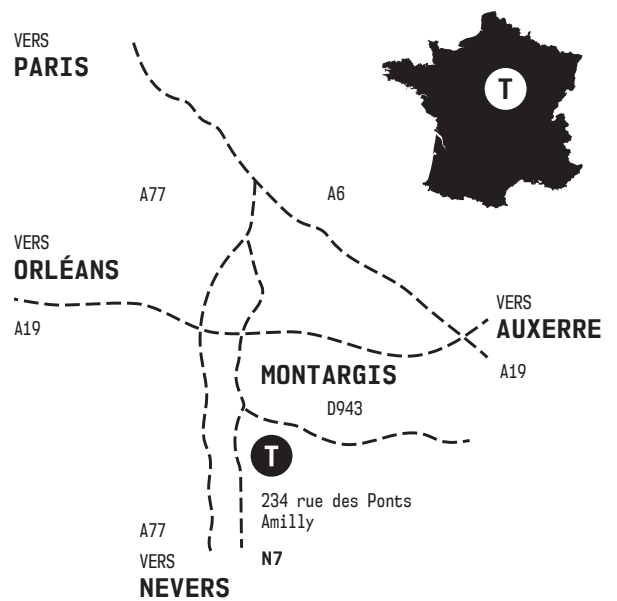 VERS
PARIS
T
A77
A6
VERS
ORLÉANS
A19
VERS
AUXERRE
A19
MONTARGIS
D943
T
234 rue des Ponts
Amilly
A77
VERS
NEVERS
N7